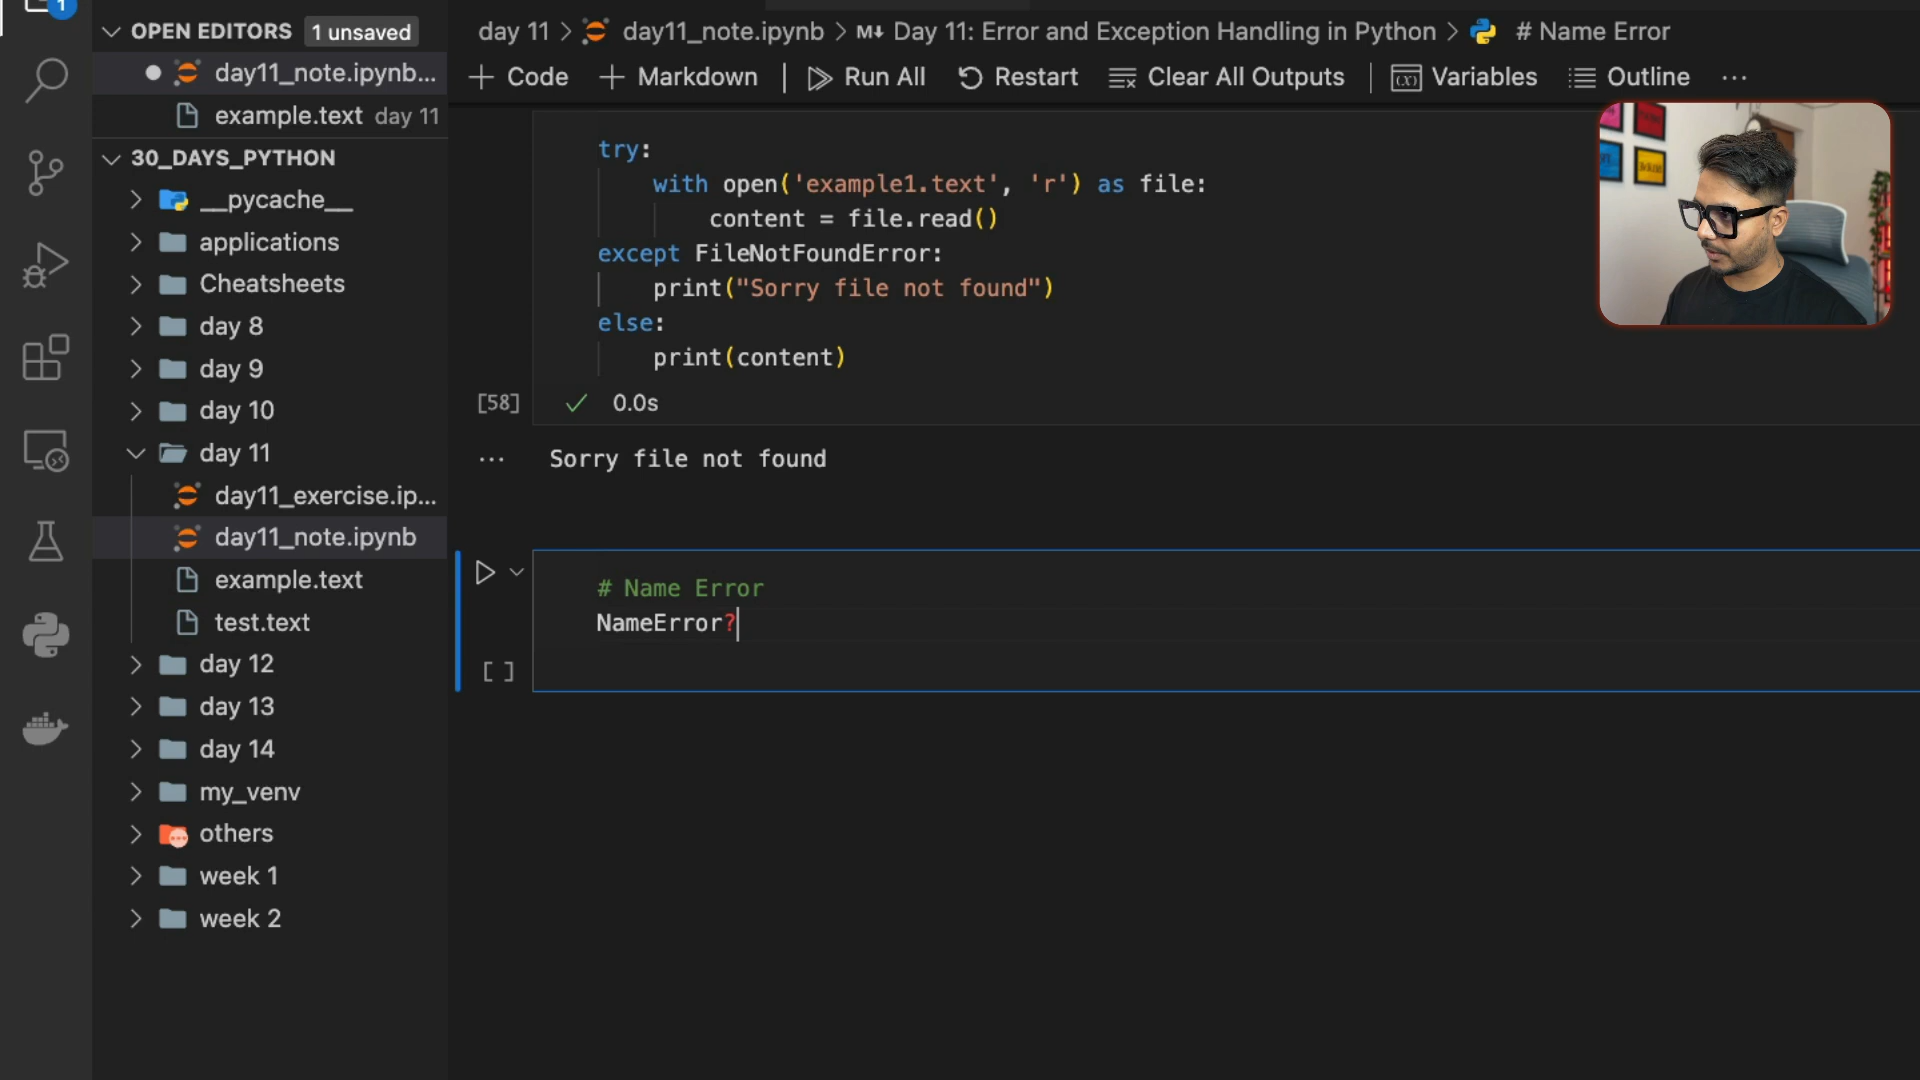 1
OPEN EDITORS 1 unsaved
day11_note.ipynb...
example.text day 11
30_DAYS_PYTHON
__pycache__
applications
Cheatsheets
day 8
day 9
day 10
day 11
day11_exercise.ip...
day11_note.ipynb
example.text
test.text
day 12
day 13
day 14
my_venv
others
week 1
week 2
day 11 > day11_note.ipynb > M↓ Day 11: Error and Exception Handling in Python > # Name Error
+ Code + Markdown | Run All Restart Clear All Outputs | (x) Variables Outline ...
try:
with open('example1.text', 'r') as file:
content = file.read()
except FileNotFoundError:
print("Sorry file not found")
else:
print(content)
[58] ✓ 0.0s
... Sorry file not found
# Name Error
NameError?
[ ]